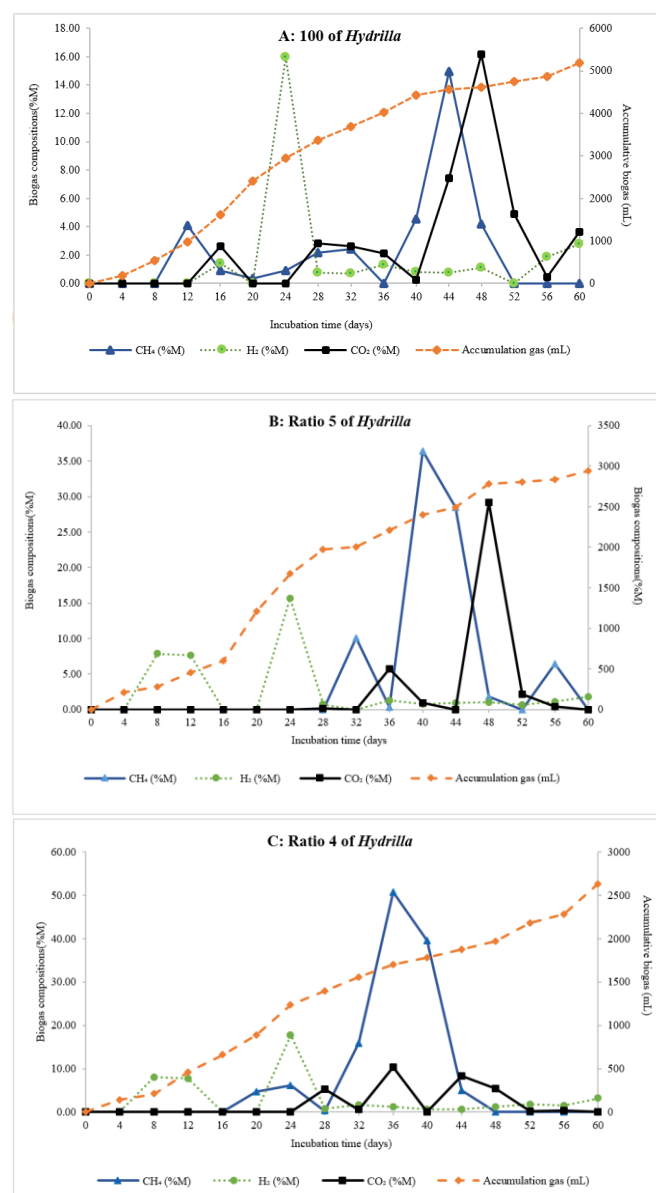 A: 100 of Hydrilla
18.00
16.00
14.00
12.00
10.00
8.00
6.00
4.00
2.00
0.00
Biogas compositions(%M)
6000
5000
4000
3000
2000
1000
0
Accumulative biogas (mL)
0 4 8 12 16 20 24 28 32 36 40 44 48 52 56 60
Incubation time (days)
CH₄ (%M) H₂ (%M) CO₂ (%M) Accumulation gas (mL)
B: Ratio 5 of Hydrilla
40.00
35.00
30.00
25.00
20.00
15.00
10.00
5.00
0.00
Biogas compositions(%M)
3500
3000
2500
2000
1500
1000
500
0
Biogas compositions(%M)
0 4 8 12 16 20 24 28 32 36 40 44 48 52 56 60
Incubation time (days
CH₄ (%M) H₂ (%M) CO₂ (%M) Accumulation gas (mL)
C: Ratio 4 of Hydrilla
60.00
50.00
40.00
30.00
20.00
10.00
0.00
Biogas compositions(%M)
3000
2500
2000
1500
1000
500
0
Accumulative biogas (mL)
0 4 8 12 16 20 24 28 32 36 40 44 48 52 56 60
Incubation time (days)
CH₄ (%M) H₂ (%M) CO₂ (%M) Accumulation gas (mL)